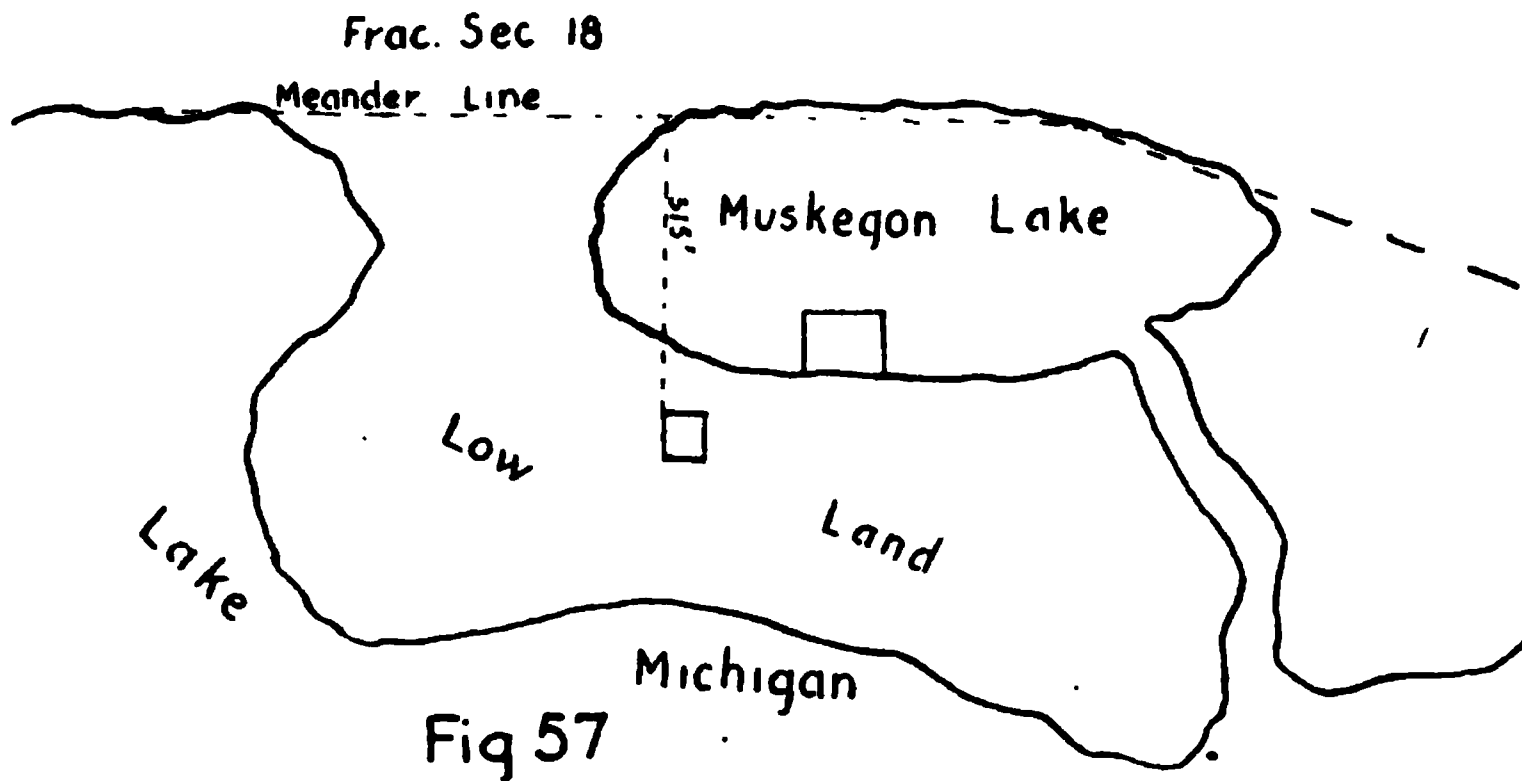 Frac. Sec 18
Meander Line
515'
Muskegon Lake
Low
Land
Lake
Michigan
Fig 57